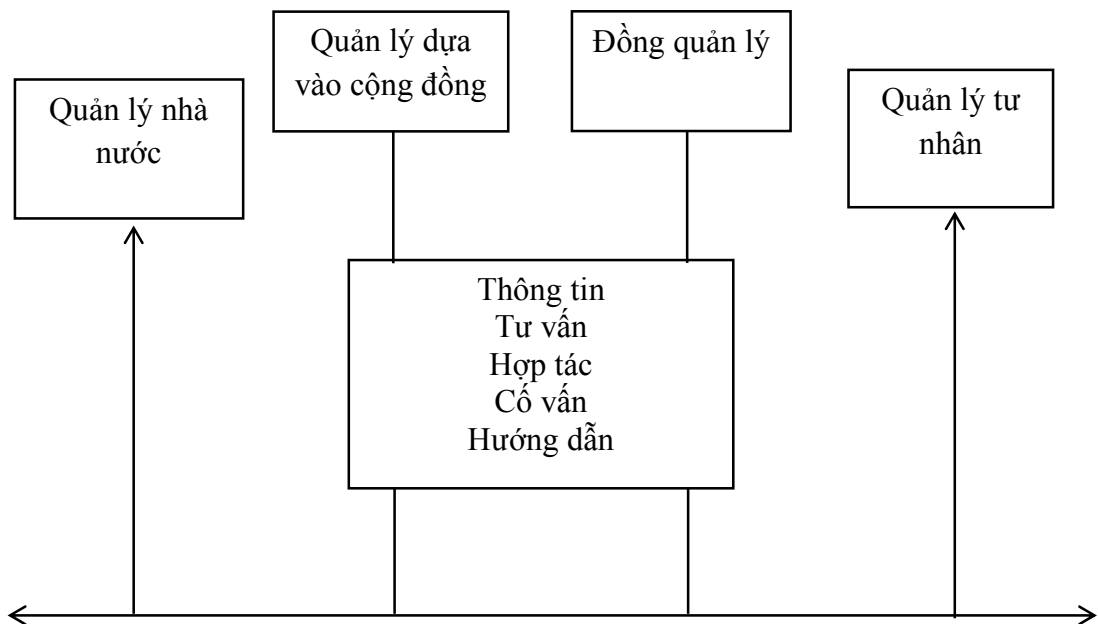 Quản lý nhà
nước
Quản lý dựa
vào cộng đồng
Đồng quản lý
Quản lý tư
nhân
Thông tin
Tư vấn
Hợp tác
Cố vấn
Hướng dẫn